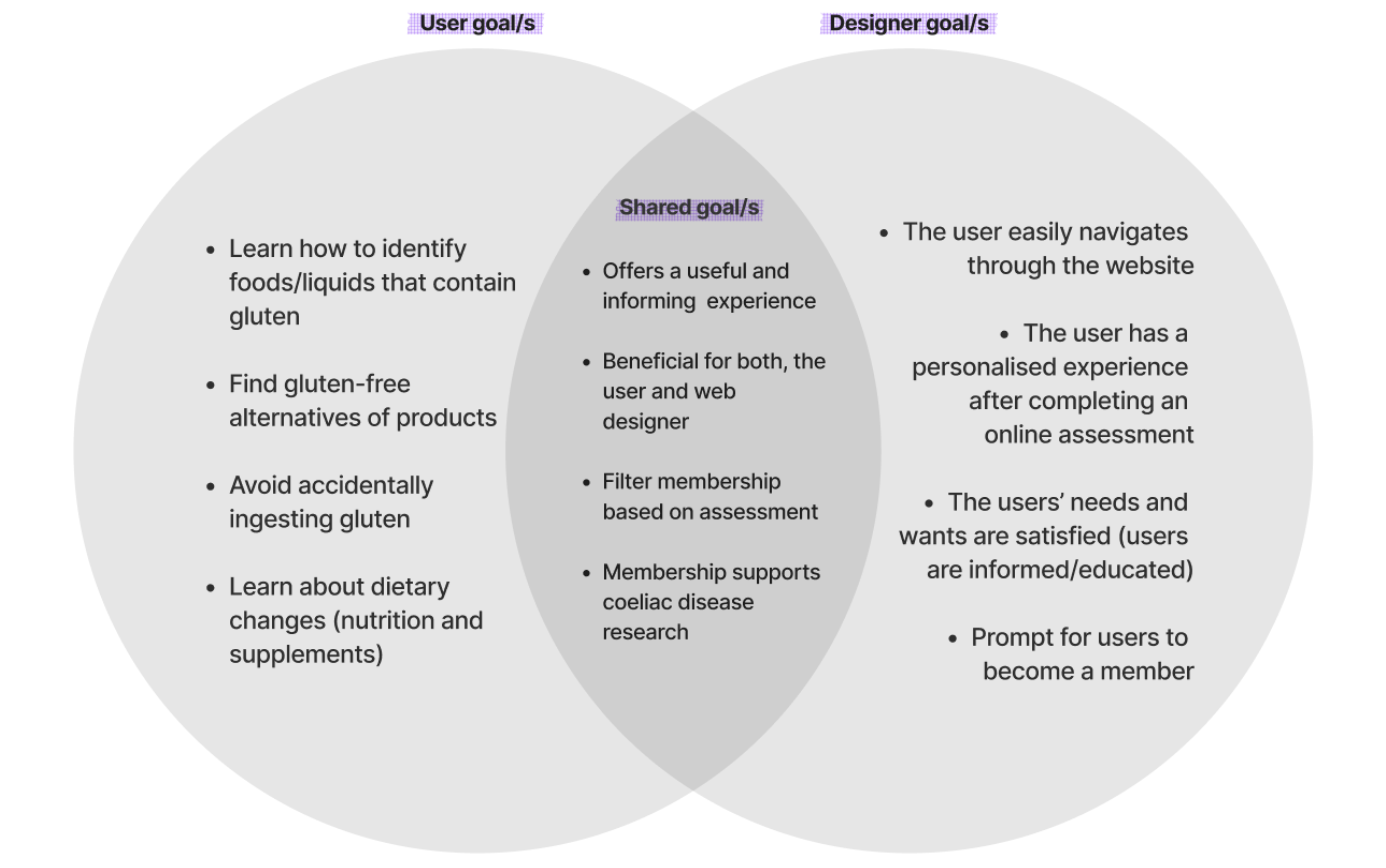 User goal/s
Designer goal/s
• Learn how to identify
foods/liquids that contain
gluten
• Find gluten-free
alternatives of products
• Avoid accidentally
ingesting gluten
• Learn about dietary
changes (nutrition and
supplements)
Shared goal/s
• Offers a useful and
informing experience
• Beneficial for both, the
user and web
designer
• Filter membership
based on assessment
• Membership supports
coeliac disease
research
• The user easily navigates
through the website
• The user has a
personalised experience
after completing an
online assessment
• The users’ needs and
wants are satisfied (users
are informed/educated)
• Prompt for users to
become a member